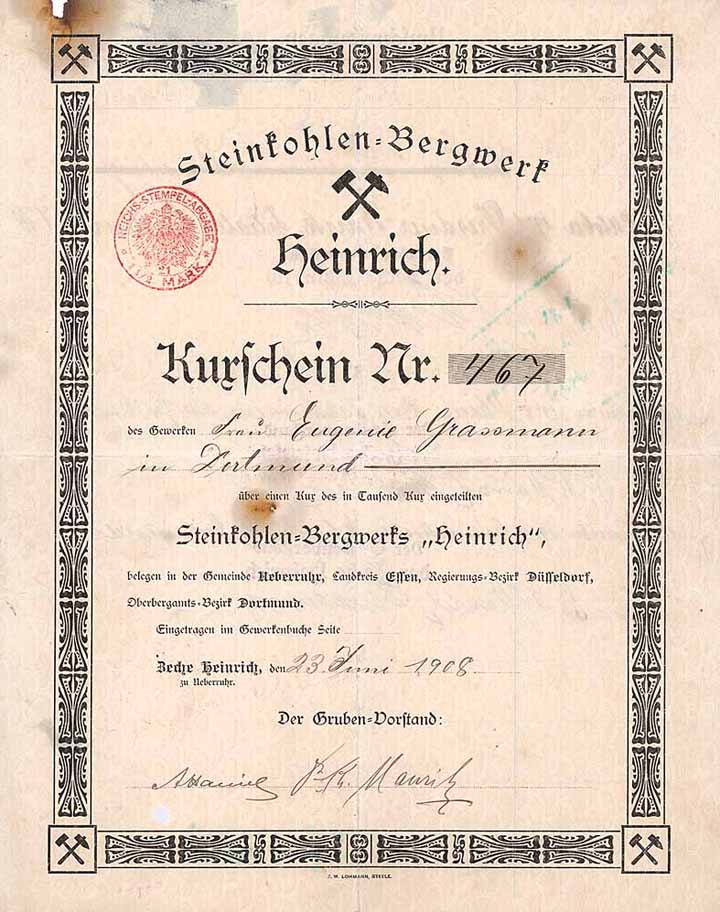 Steinkohlen-Bergwerk
Heinrich.
REICHS-STEMPEL-ABGABE
21
1 1/2 MARK
Kuxschein Nr. 467
des Gewerken Frau Eugenie Grassmann
in Dortmund
über einen Kux des in Tausend Kux eingeteilten
Steinkohlen-Bergwerks „Heinrich",
belegen in der Gemeinde Ueberruhr, Landkreis Essen, Regierungs-Bezirk Düsseldorf,
Oberbergamts-Bezirk Dortmund.
Eingetragen im Gewerkenbuche Seite
Zeche Heinrich, den 23 Juni 1908
zu Ueberruhr.
Der Gruben-Vorstand:
F. W. LOHMANN, STEELE.